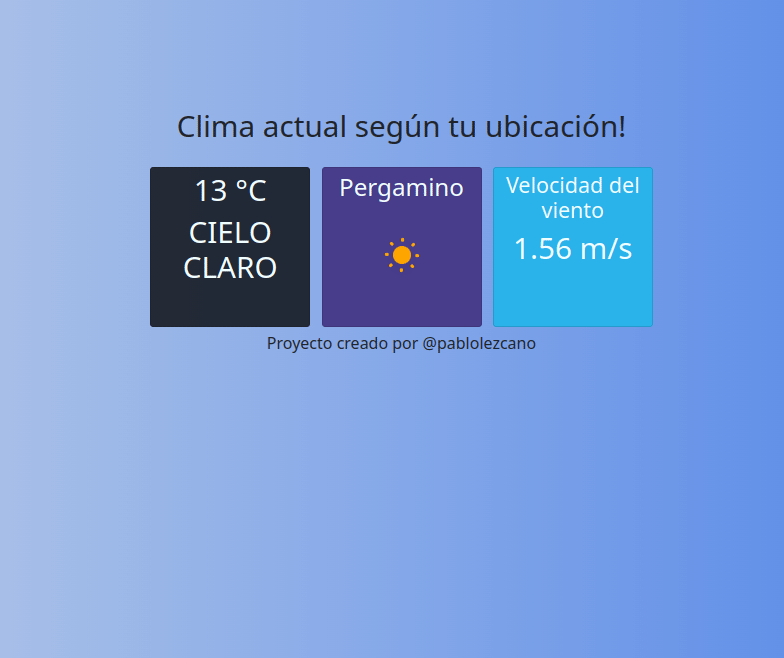 Clima actual según tu ubicación!
13 °C
CIELO
CLARO
Pergamino
Velocidad del
viento
1.56 m/s
Proyecto creado por @pablolezcano